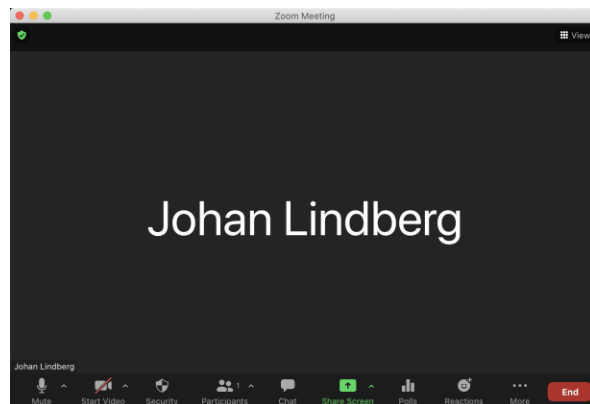 Zoom Meeting
View
Johan Lindberg
Johan Lindberg
Mute Start Video Security Participants 1 Chat Share Screen Polls Reactions More End